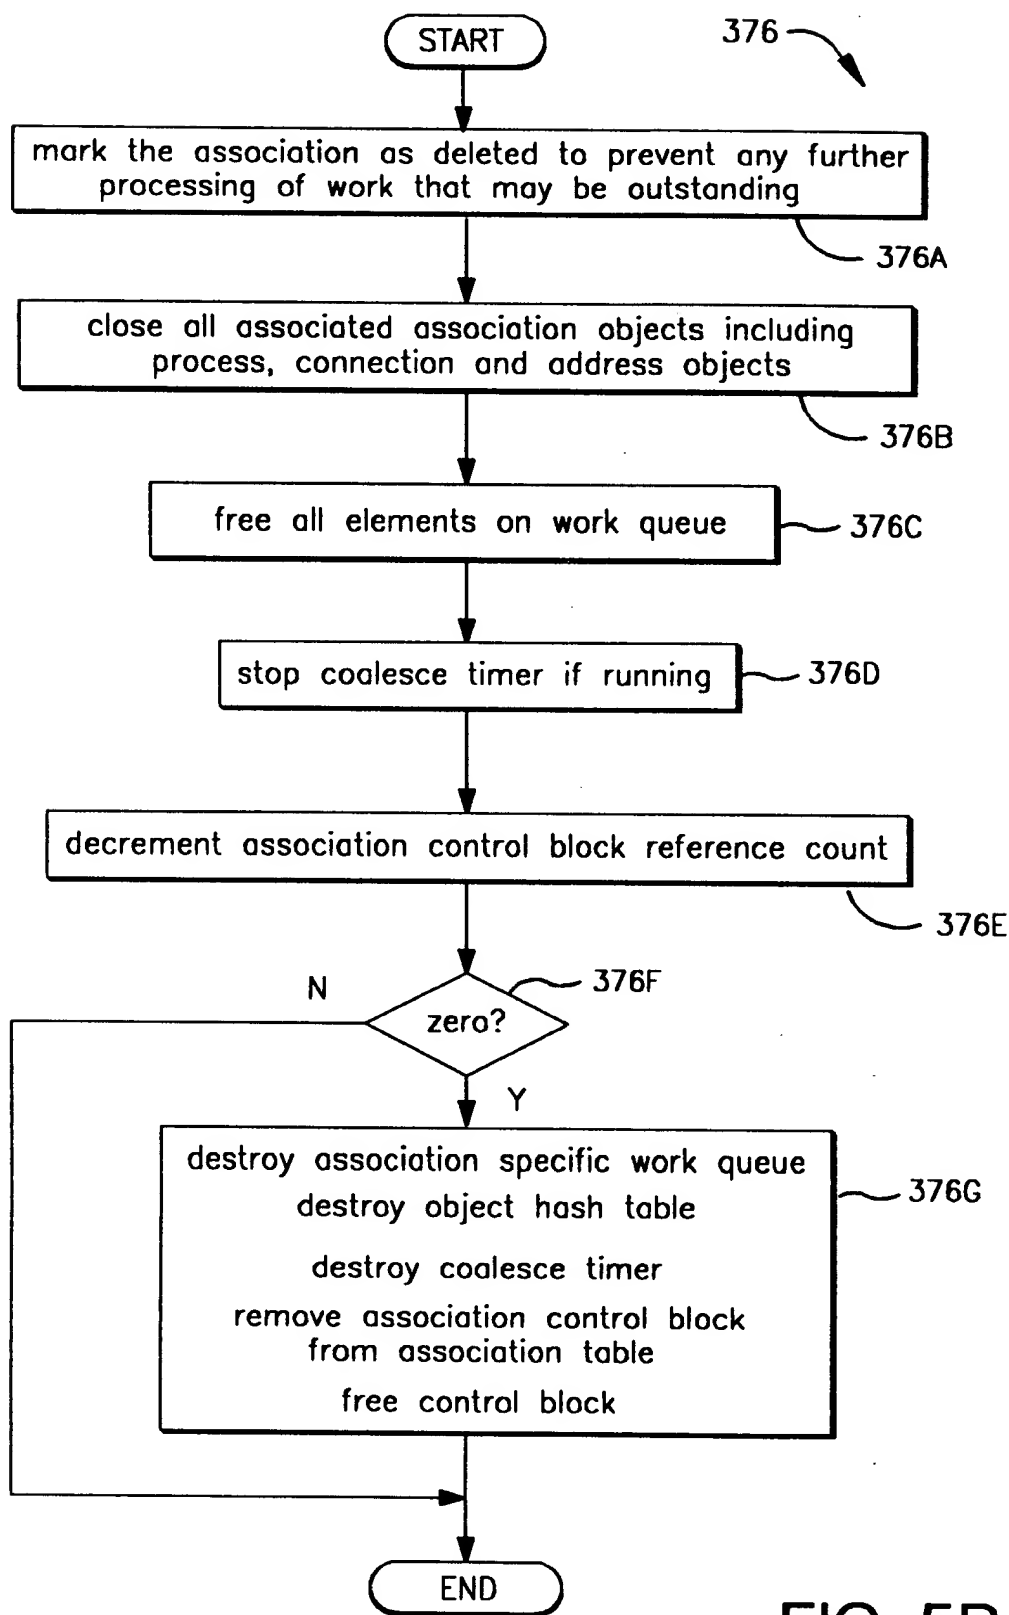 START
376
mark the association as deleted to prevent any further
processing of work that may be outstanding
376A
close all associated association objects including
process, connection and address objects
376B
free all elements on work queue
376C
stop coalesce timer if running
376D
decrement association control block reference count
376E
376F
N
zero?
Y
destroy association specific work queue
destroy object hash table
destroy coalesce timer
remove association control block
from association table
free control block
376G
END